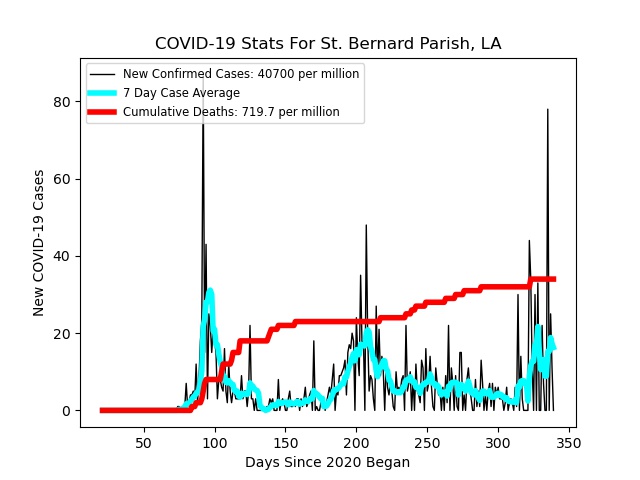 COVID-19 Stats For St. Bernard Parish, LA
New Confirmed Cases: 40700 per million
7 Day Case Average
Cumulative Deaths: 719.7 per million
New COVID-19 Cases
80
60
40
20
0
50
100
150
200
250
300
350
Days Since 2020 Began